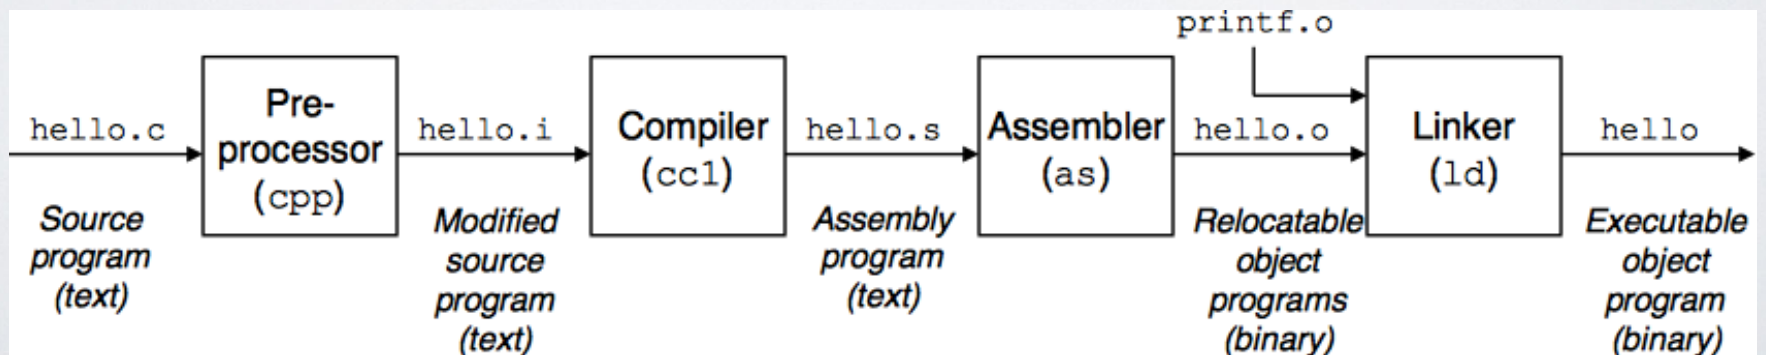 printf.o
hello.c
Pre-
processor
(cpp)
hello.i
Compiler
(cc1)
hello.s
Assembler
(as)
hello.o
Linker
(ld)
hello
Source
program
(text)
Modified
source
program
(text)
Assembly
program
(text)
Relocatable
object
programs
(binary)
Executable
object
program
(binary)